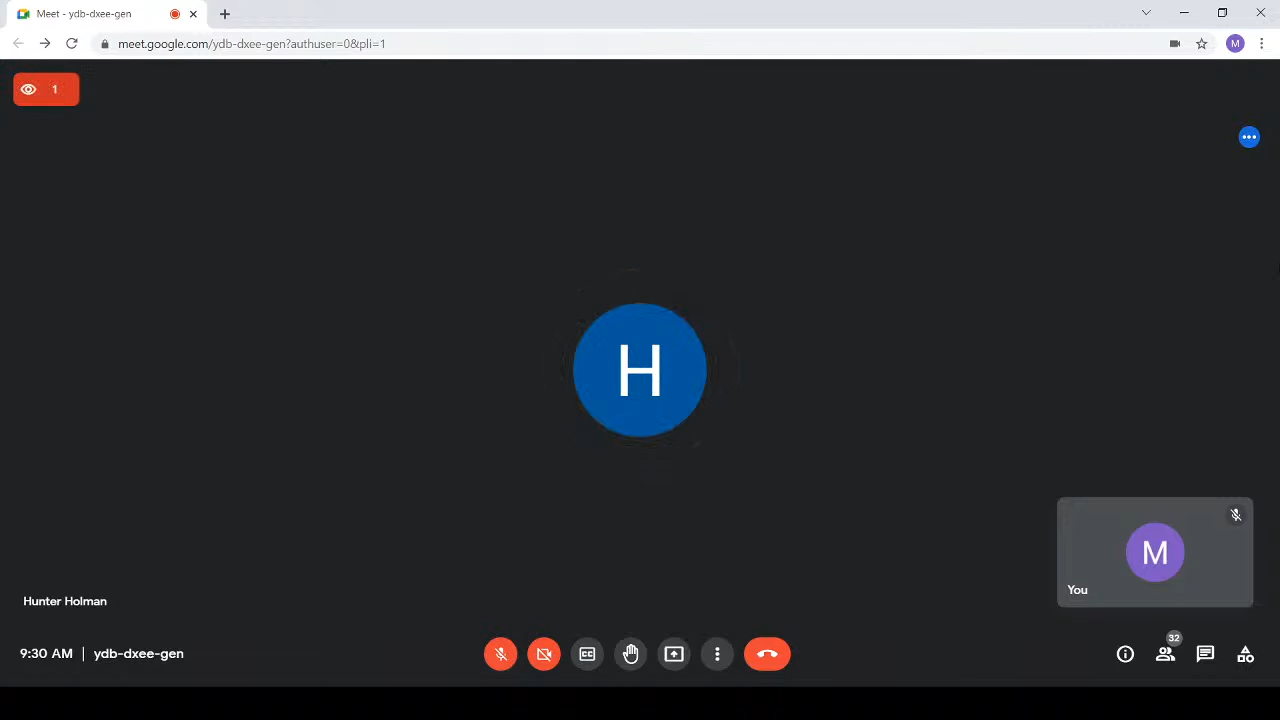 Meet - ydb-dxee-gen
meet.google.com/ydb-dxee-gen?authuser=0&pli=1
M
1
H
M
You
Hunter Holman
9:30 AM | ydb-dxee-gen
CC
32